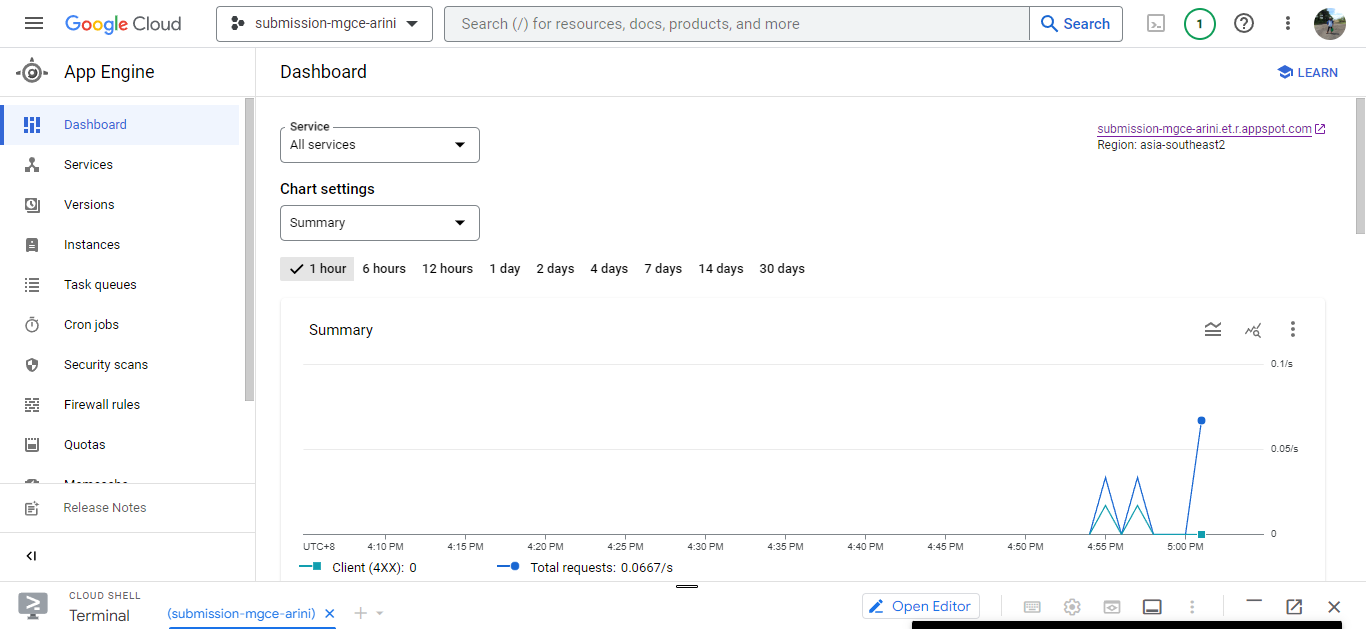 Google Cloud
submission-mgce-arini
Search (/) for resources, docs, products, and more
Search
1
App Engine
Dashboard
LEARN
Dashboard
Services
Versions
Instances
Task queues
Cron jobs
Security scans
Firewall rules
Quotas
Memcache
Release Notes
Service
All services
submission-mgce-arini.et.r.appspot.com
Region: asia-southeast2
Chart settings
Summary
1 hour 6 hours 12 hours 1 day 2 days 4 days 7 days 14 days 30 days
Summary
0.1/s
0.05/s
0
UTC+8 4:10 PM 4:15 PM 4:20 PM 4:25 PM 4:30 PM 4:35 PM 4:40 PM 4:45 PM 4:50 PM 4:55 PM 5:00 PM
Client (4XX): 0 Total requests: 0.0667/s
CLOUD SHELL
Terminal
(submission-mgce-arini)
Open Editor